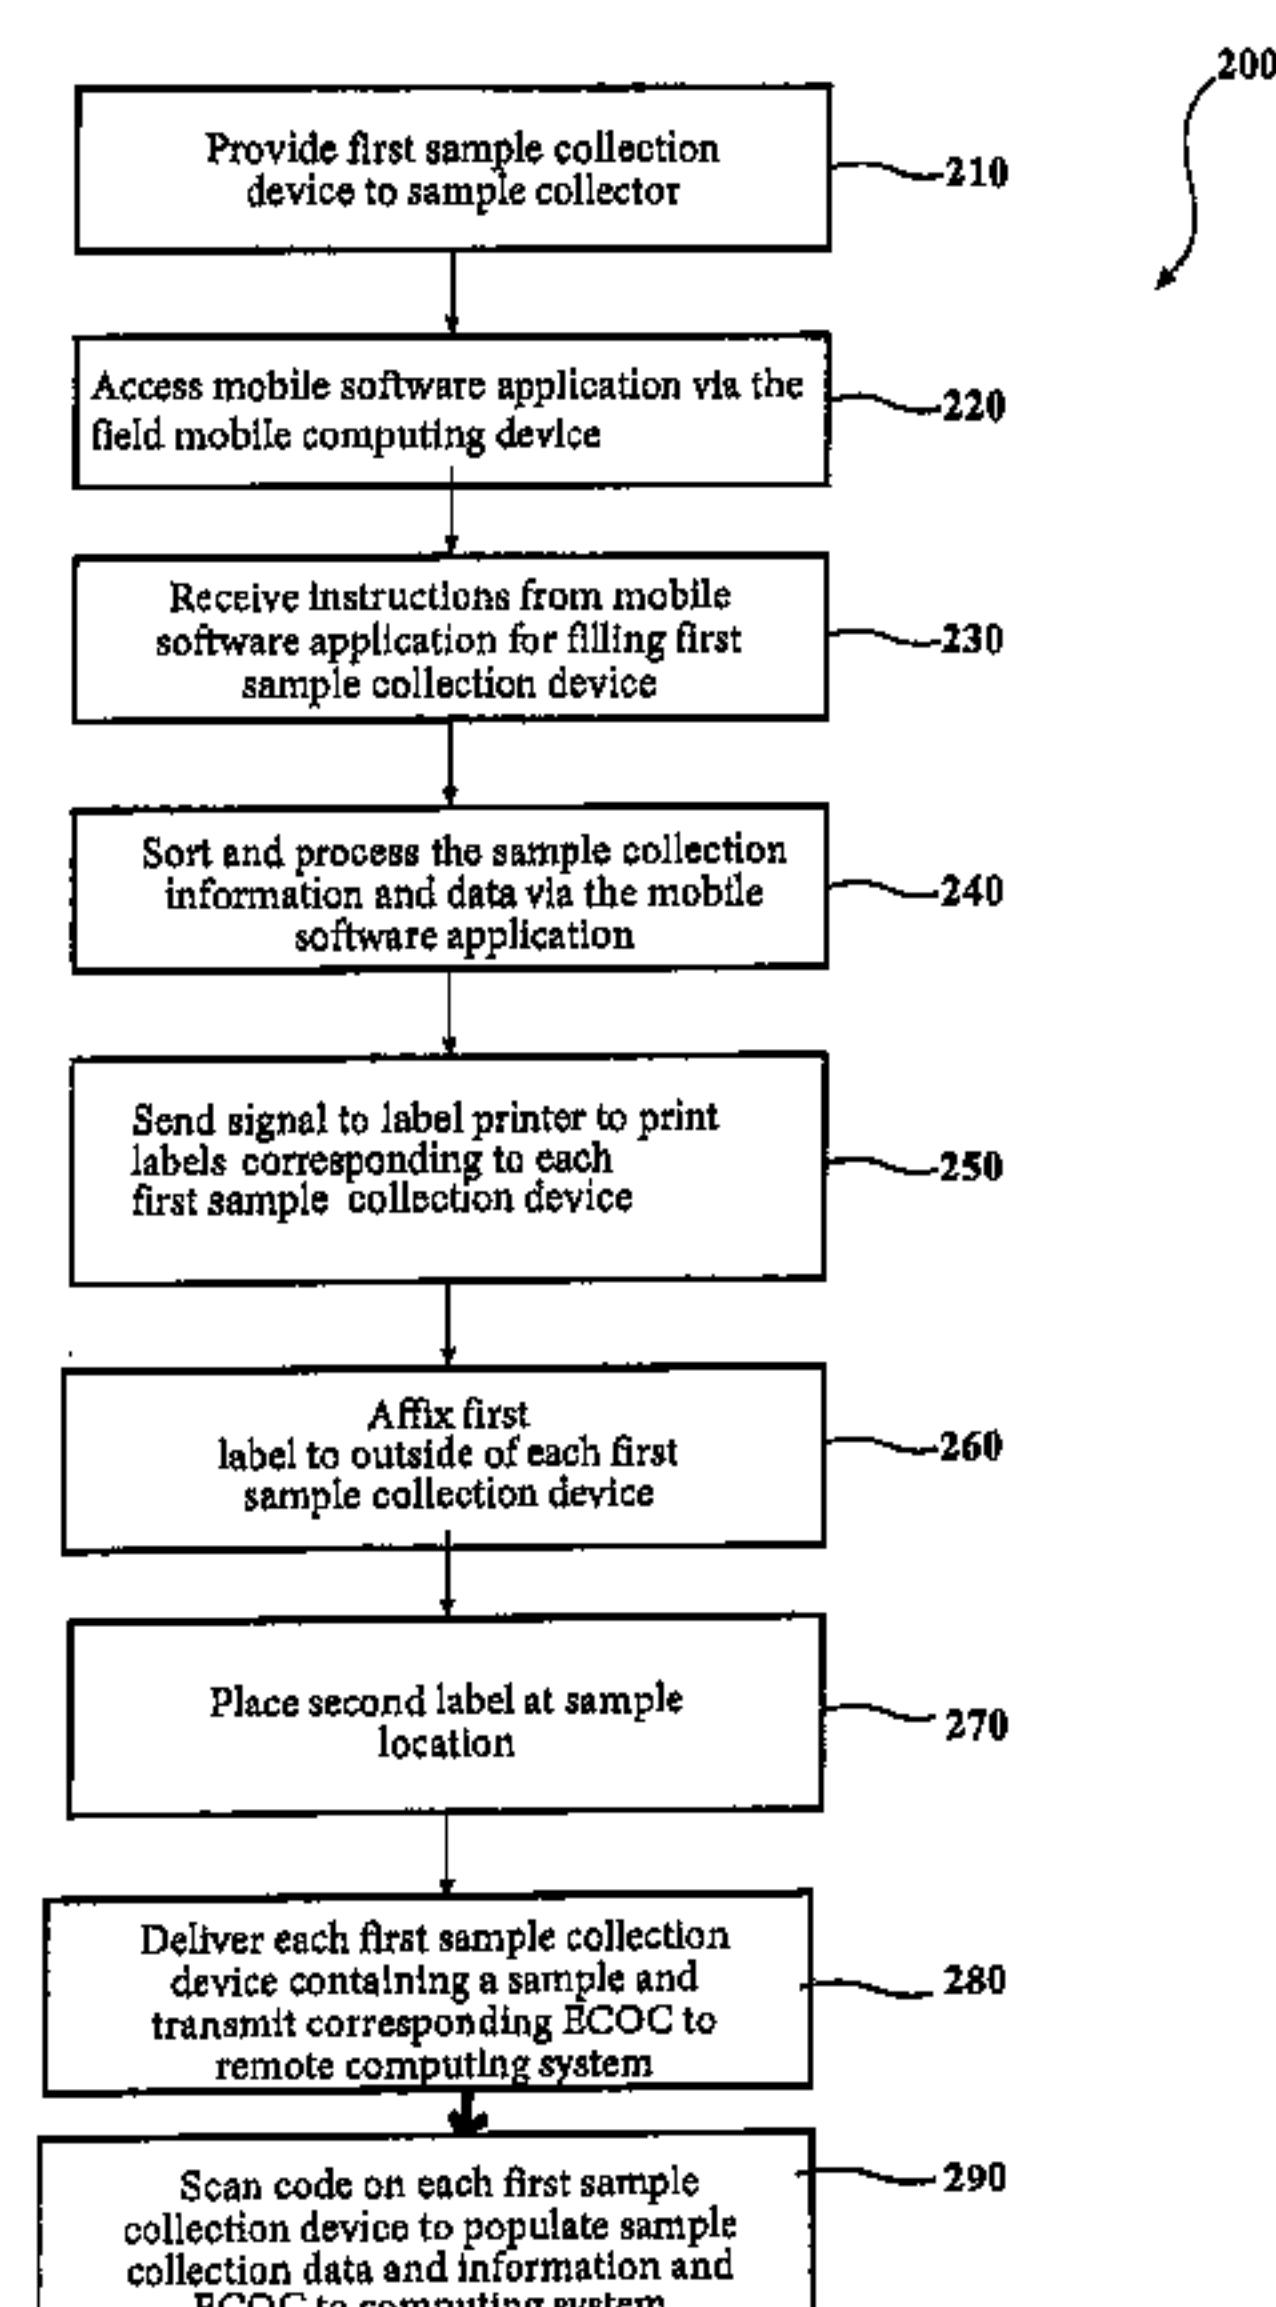 200
Provide first sample collection
device to sample collector
210
Access mobile software application via the
field mobile computing device
220
Receive instructions from mobile
software application for filling first
sample collection device
230
Sort and process the sample collection
information and data via the mobile
software application
240
Send signal to label printer to print
labels corresponding to each
first sample collection device
250
Affix first
label to outside of each first
sample collection device
260
Place second label at sample
location
270
Deliver each first sample collection
device containing a sample and
transmit corresponding ECOC to
remote computing system
280
Scan code on each first sample
collection device to populate sample
collection data and information and
ECOC to computing system
290